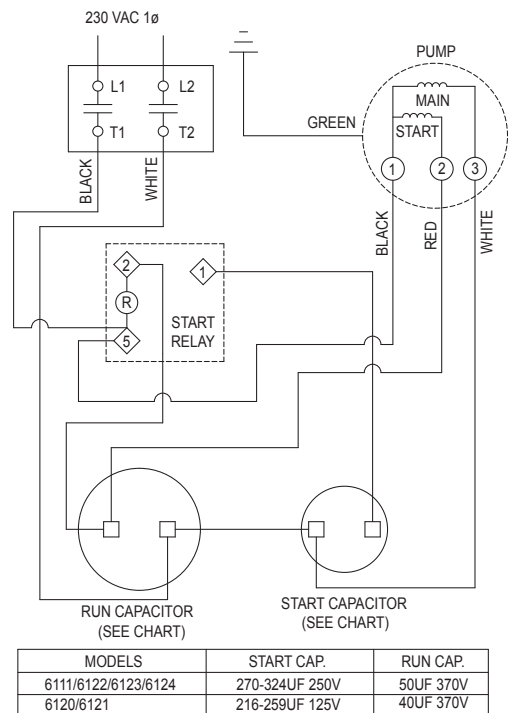 230 VAC 1ø
L1
L2
T1
T2
BLACK
WHITE
GREEN
PUMP
MAIN
START
1
2
3
BLACK
RED
WHITE
2
1
R
5
START
RELAY
RUN CAPACITOR
(SEE CHART)
START CAPACITOR
(SEE CHART)
MODELS START CAP. RUN CAP.
6111/6122/6123/6124 270-324UF 250V 50UF 370V
6120/6121 216-259UF 125V 40UF 370V